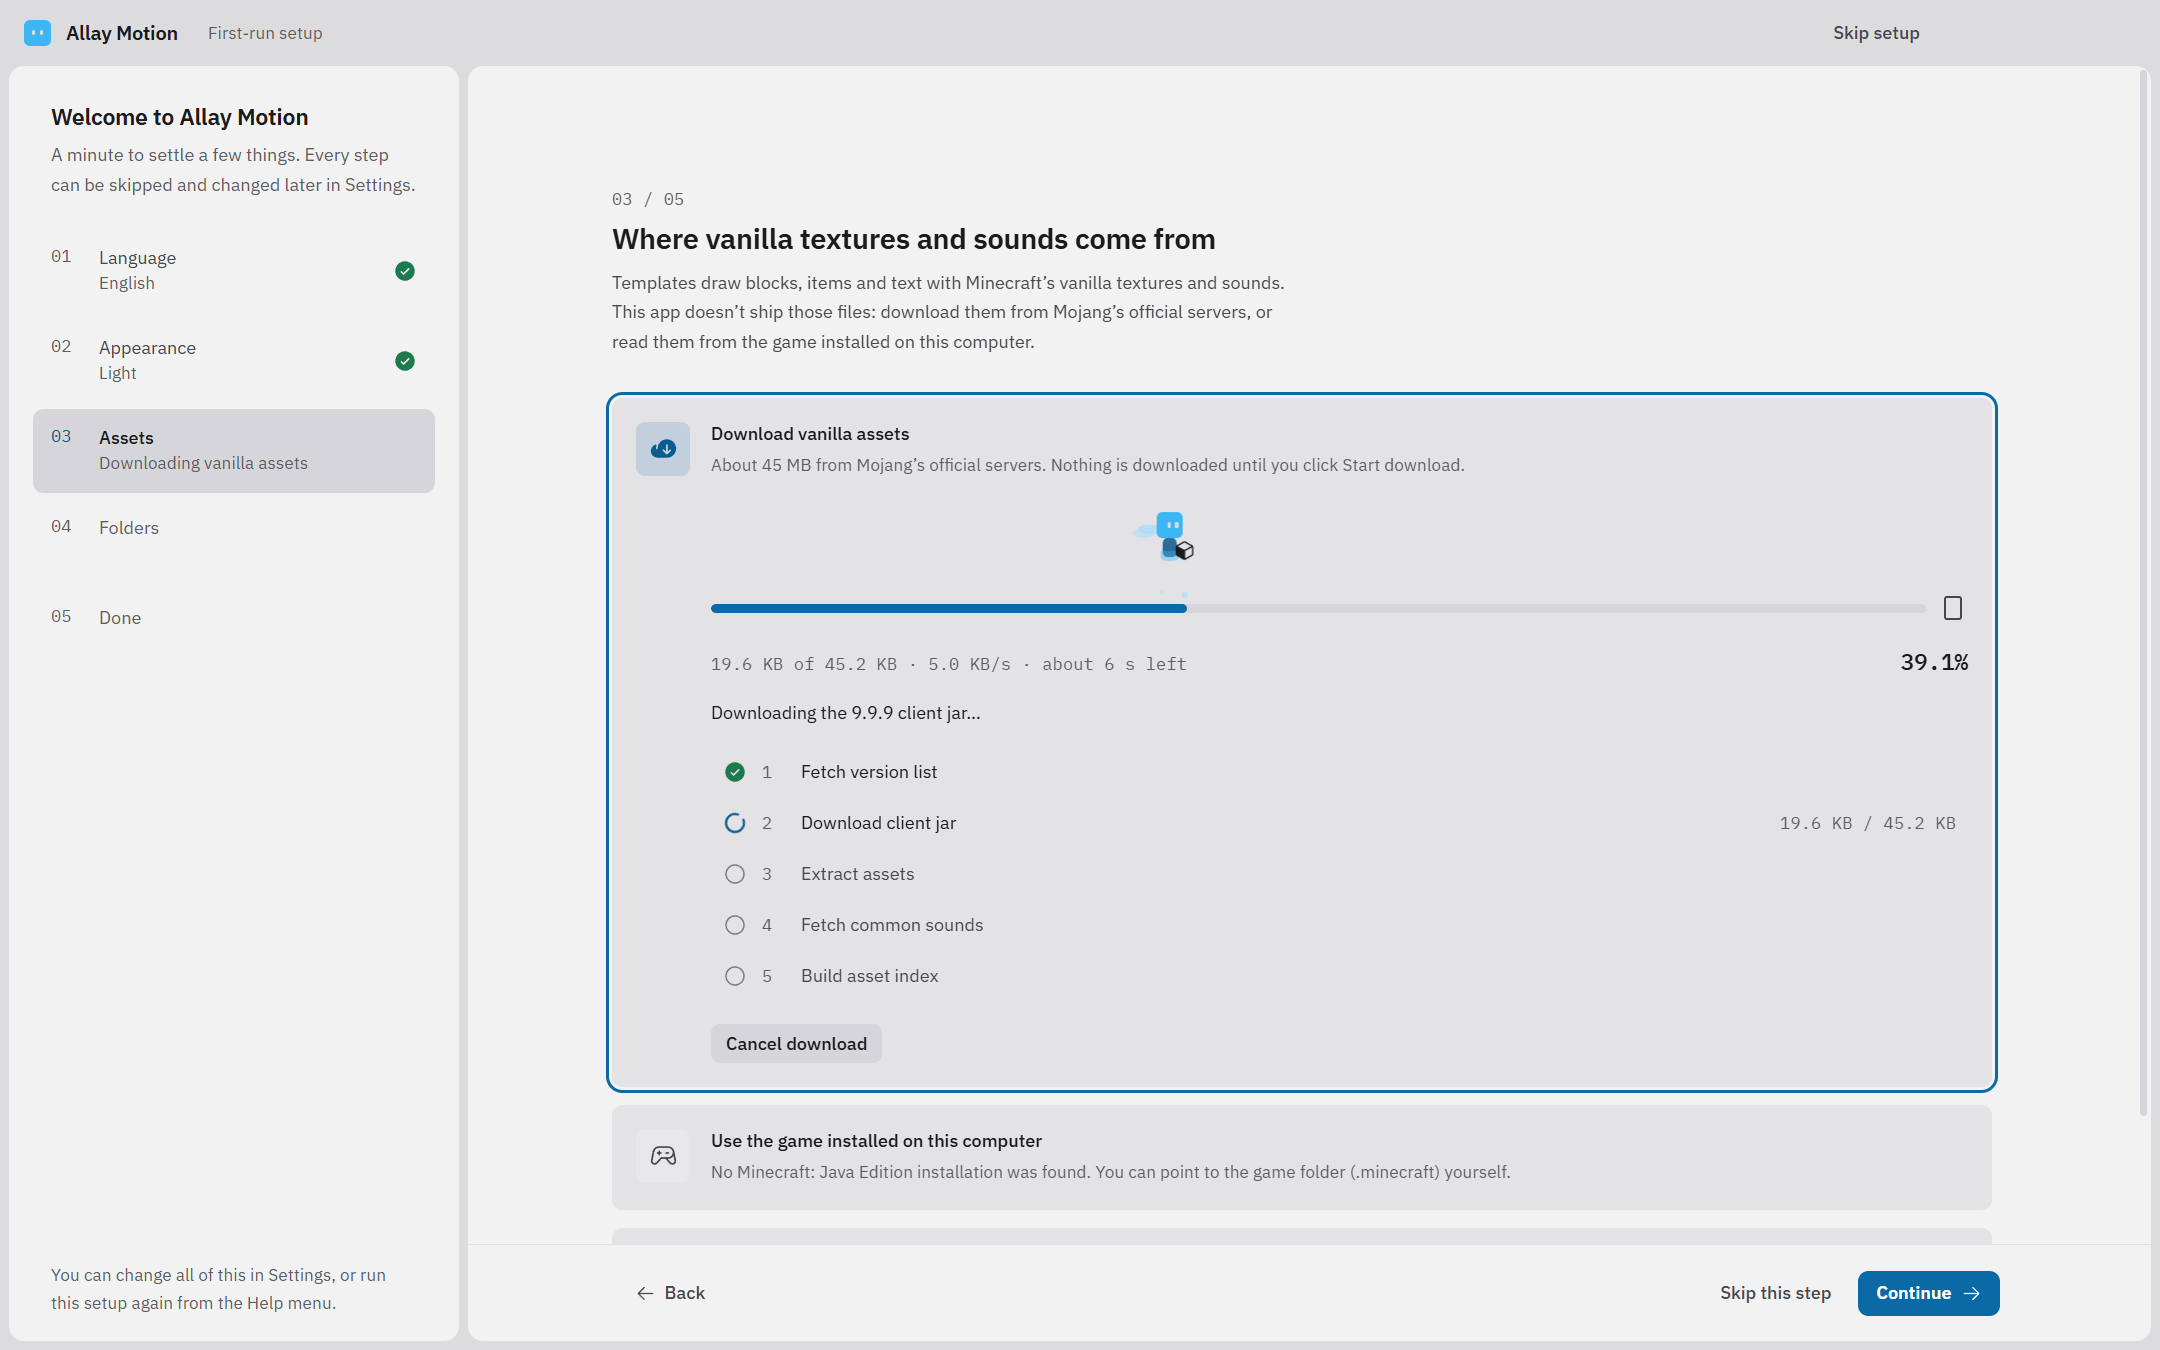 Allay Motion
First-run setup
Skip setup
Welcome to Allay Motion
A minute to settle a few things. Every step
can be skipped and changed later in Settings.
01
Language
English
02
Appearance
Light
03
Assets
Downloading vanilla assets
04
Folders
05
Done
You can change all of this in Settings, or run
this setup again from the Help menu.
03 / 05
Where vanilla textures and sounds come from
Templates draw blocks, items and text with Minecraft’s vanilla textures and sounds.
This app doesn’t ship those files: download them from Mojang’s official servers, or
read them from the game installed on this computer.
Download vanilla assets
About 45 MB from Mojang’s official servers. Nothing is downloaded until you click Start download.
19.6 KB of 45.2 KB · 5.0 KB/s · about 6 s left
39.1%
Downloading the 9.9.9 client jar…
1 Fetch version list
2 Download client jar
19.6 KB / 45.2 KB
3 Extract assets
4 Fetch common sounds
5 Build asset index
Cancel download
Use the game installed on this computer
No Minecraft: Java Edition installation was found. You can point to the game folder (.minecraft) yourself.
Back
Skip this step
Continue